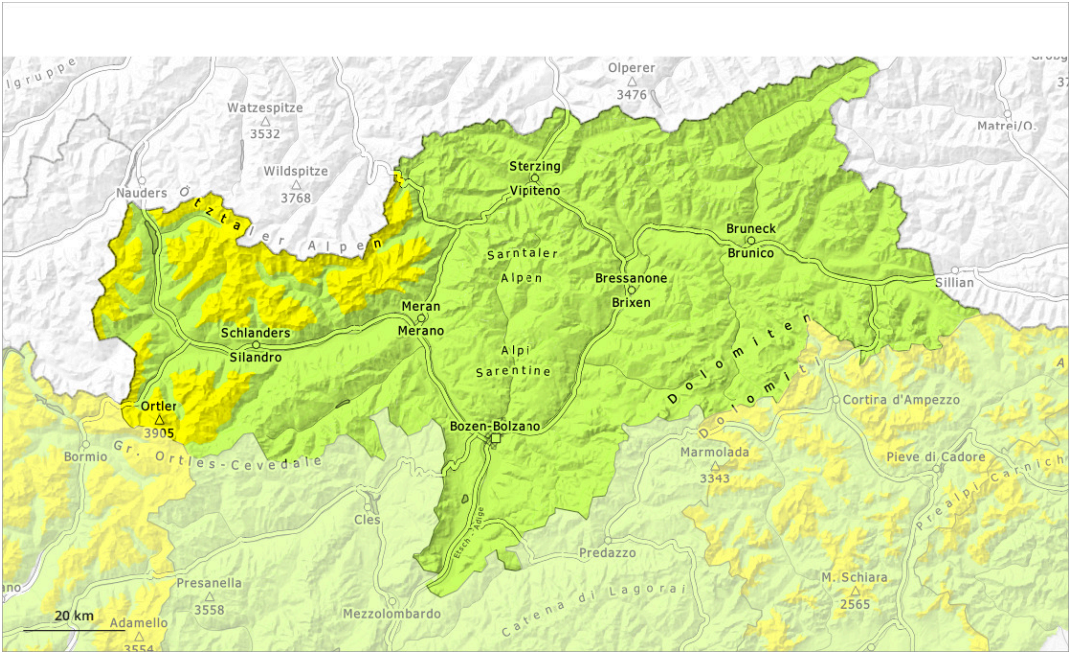 lgruppe
Olperer
3476
Watzespitze
3532
Matrei/O.
Wildspitze
3768
Nauders
Sterzing
Vipiteno
Ötztaler Alpen
Bruneck
Brunico
Sarntaler
Alpen
Bressanone
Brixen
Sillian
Meran
Merano
Schlanders
Silandro
Alpi
Sarentine
Dolomiten
Dolomiti
Ortler
3905
Cortina d'Ampezzo
Bozen-Bolzano
Gr. Ortles-Cevedale
Bormio
Marmolada
3343
Pieve di Cadore
Prealpi Carnich
Cles
Etsch - Adige
Predazzo
Presanella
3558
M. Schiara
2565
Mezzolombardo
Catena di Lagorai
ano
20 km
Adamello
3554